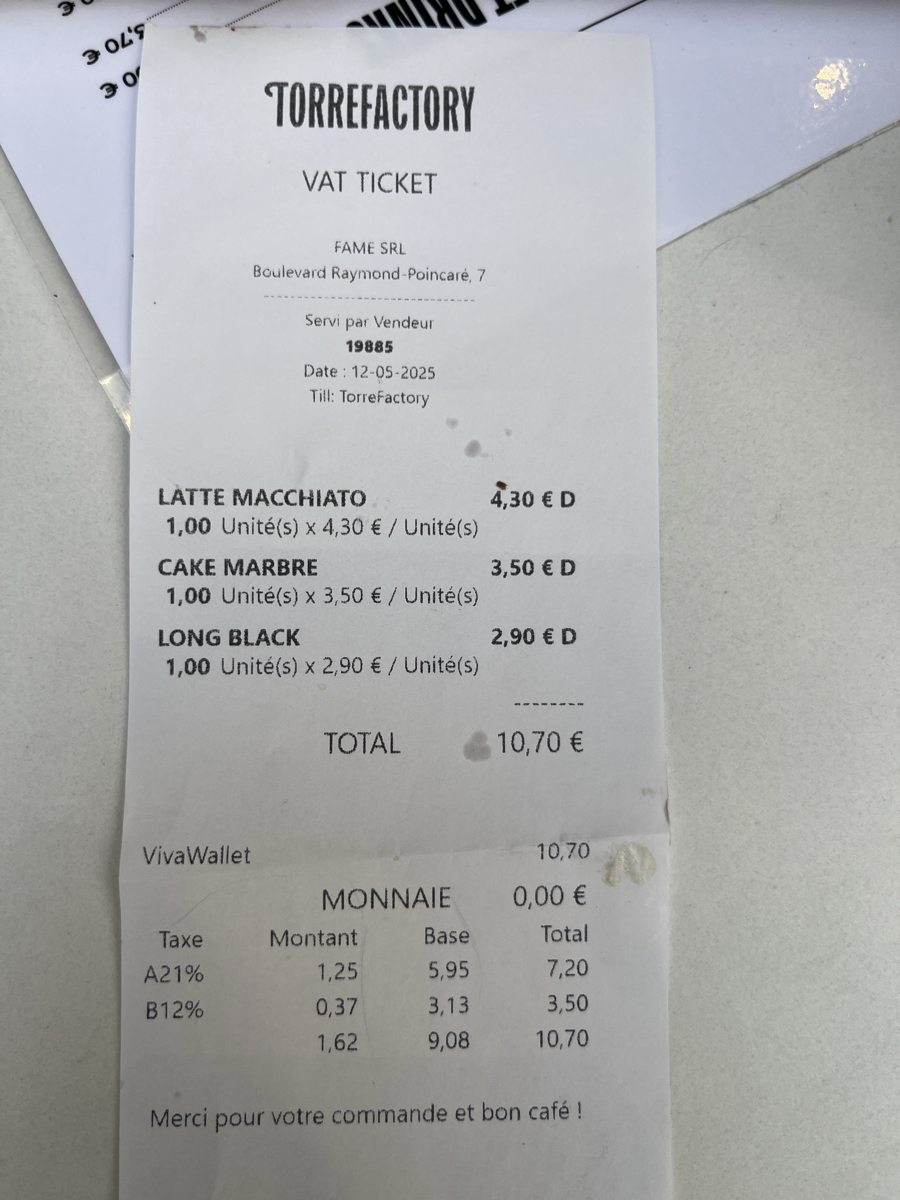 5,70 €
TORREFACTORY
VAT TICKET
FAME SRL
Boulevard Raymond-Poincaré, 7
Servi par Vendeur
19885
Date : 12-05-2025
Till: TorreFactory
LATTE MACCHIATO 4,30 € D
1,00 Unité(s) x 4,30 € / Unité(s)
CAKE MARBRE 3,50 € D
1,00 Unité(s) x 3,50 € / Unité(s)
LONG BLACK 2,90 € D
1,00 Unité(s) x 2,90 € / Unité(s)
TOTAL 10,70 €
VivaWallet 10,70
MONNAIE 0,00 €
Taxe Montant Base Total
A21% 1,25 5,95 7,20
B12% 0,37 3,13 3,50
1,62 9,08 10,70
Merci pour votre commande et bon café !